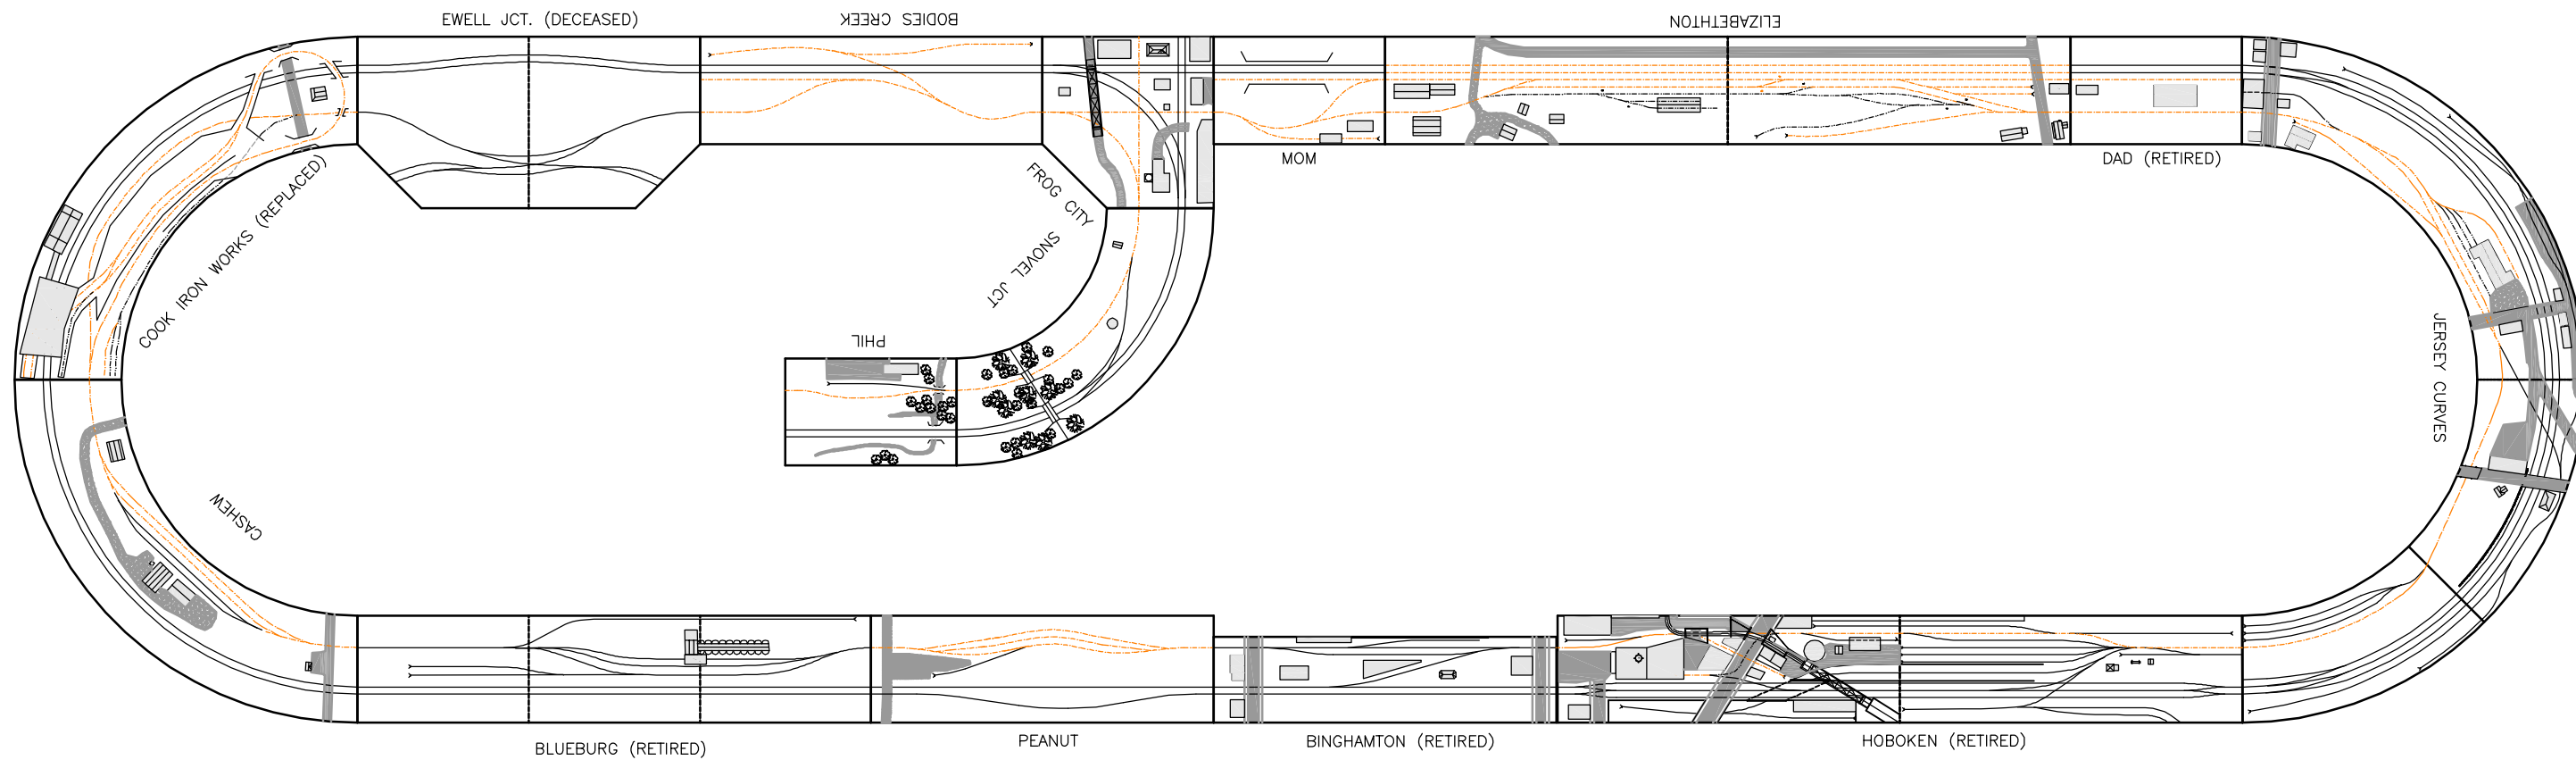 EWELL JCT. (DECEASED)
BODIES CREEK
ELIZABETHTON
MOM
DAD (RETIRED)
COOK IRON WORKS (REPLACED)
FROG CITY
SNOVEL JCT
PHIL
JERSEY CURVES
CASHEW
BLUEBURG (RETIRED)
PEANUT
BINGHAMTON (RETIRED)
HOBOKEN (RETIRED)